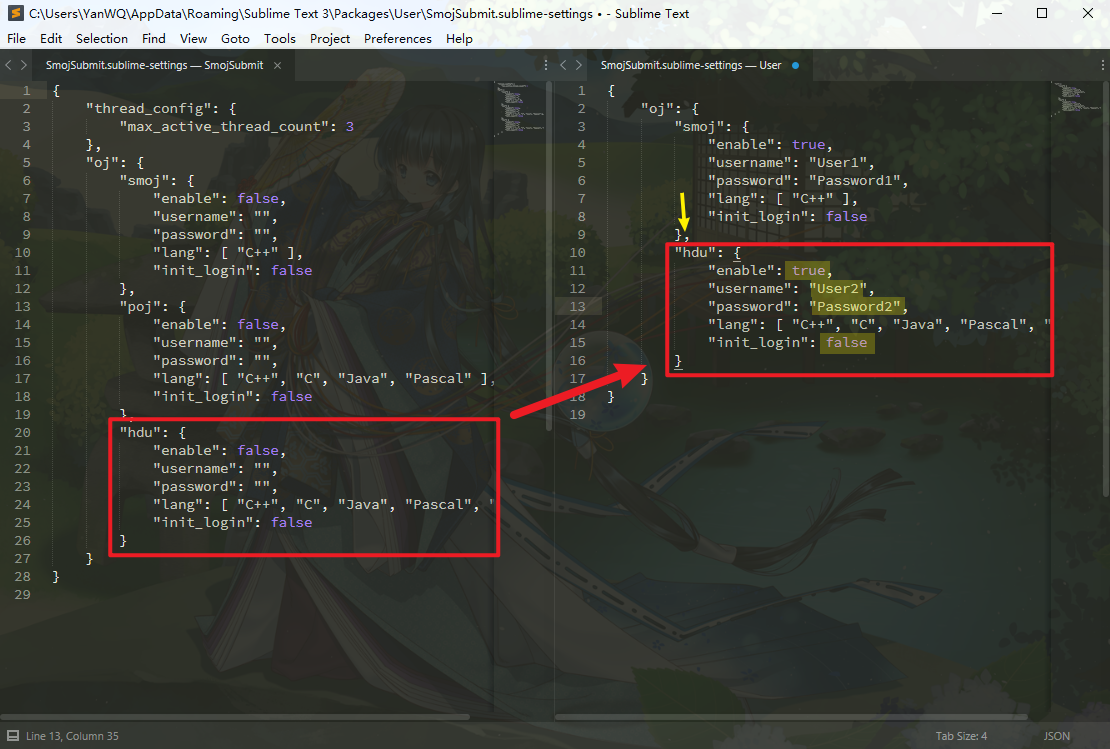 C:\Users\YanWQ\AppData\Roaming\Sublime Text 3\Packages\User\SmojSubmit.sublime-settings • - Sublime Text
File Edit Selection Find View Goto Tools Project Preferences Help
SmojSubmit.sublime-settings — SmojSubmit
1 {
2 "thread_config": {
3 "max_active_thread_count": 3
4 },
5 "oj": {
6 "smoj": {
7 "enable": false,
8 "username": "",
9 "password": "",
10 "lang": [ "C++" ],
11 "init_login": false
12 },
13 "poj": {
14 "enable": false,
15 "username": "",
16 "password": "",
17 "lang": [ "C++", "C", "Java", "Pascal" ],
18 "init_login": false
19 },
20 "hdu": {
21 "enable": false,
22 "username": "",
23 "password": "",
24 "lang": [ "C++", "C", "Java", "Pascal", "
25 "init_login": false
26 }
27 }
28 }
29
SmojSubmit.sublime-settings — User
1 {
2 "oj": {
3 "smoj": {
4 "enable": true,
5 "username": "User1",
6 "password": "Password1",
7 "lang": [ "C++" ],
8 "init_login": false
9 },
10 "hdu": {
11 "enable": true,
12 "username": "User2",
13 "password": "Password2",
14 "lang": [ "C++", "C", "Java", "Pascal", "
15 "init_login": false
16 }
17 }
18 }
19
Line 13, Column 35
Tab Size: 4
JSON